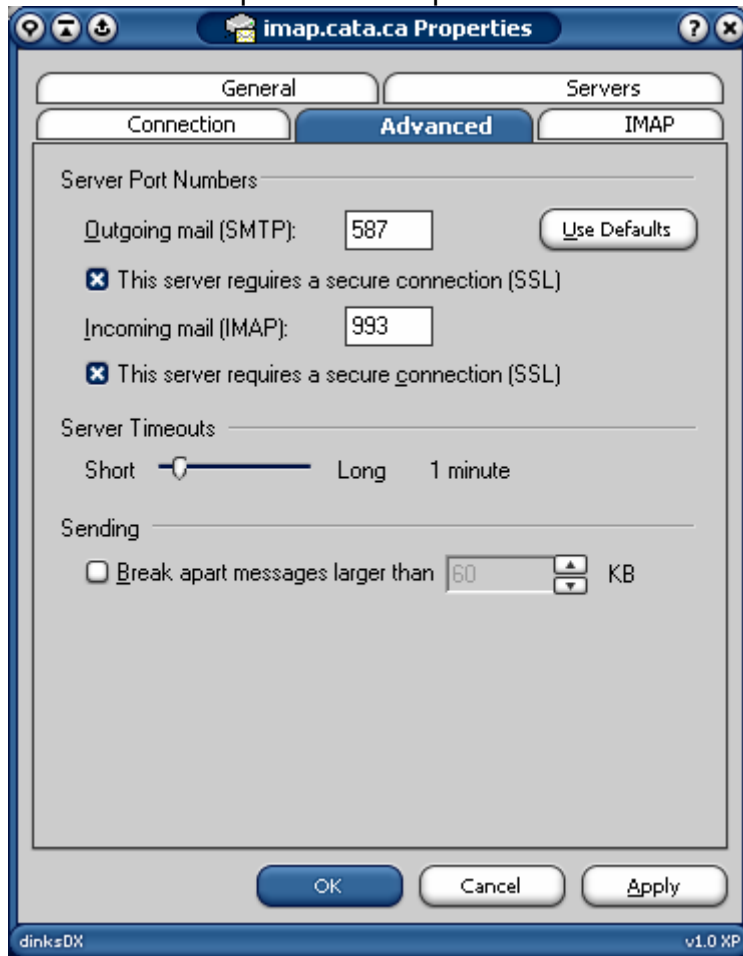 imap.cata.ca Properties
General Servers
Connection Advanced IMAP
Server Port Numbers
Outgoing mail (SMTP): 587 Use Defaults
This server requires a secure connection (SSL)
Incoming mail (IMAP): 993
This server requires a secure connection (SSL)
Server Timeouts
Short Long 1 minute
Sending
Break apart messages larger than 60 KB
OK Cancel Apply
dinksDX v1.0 XP